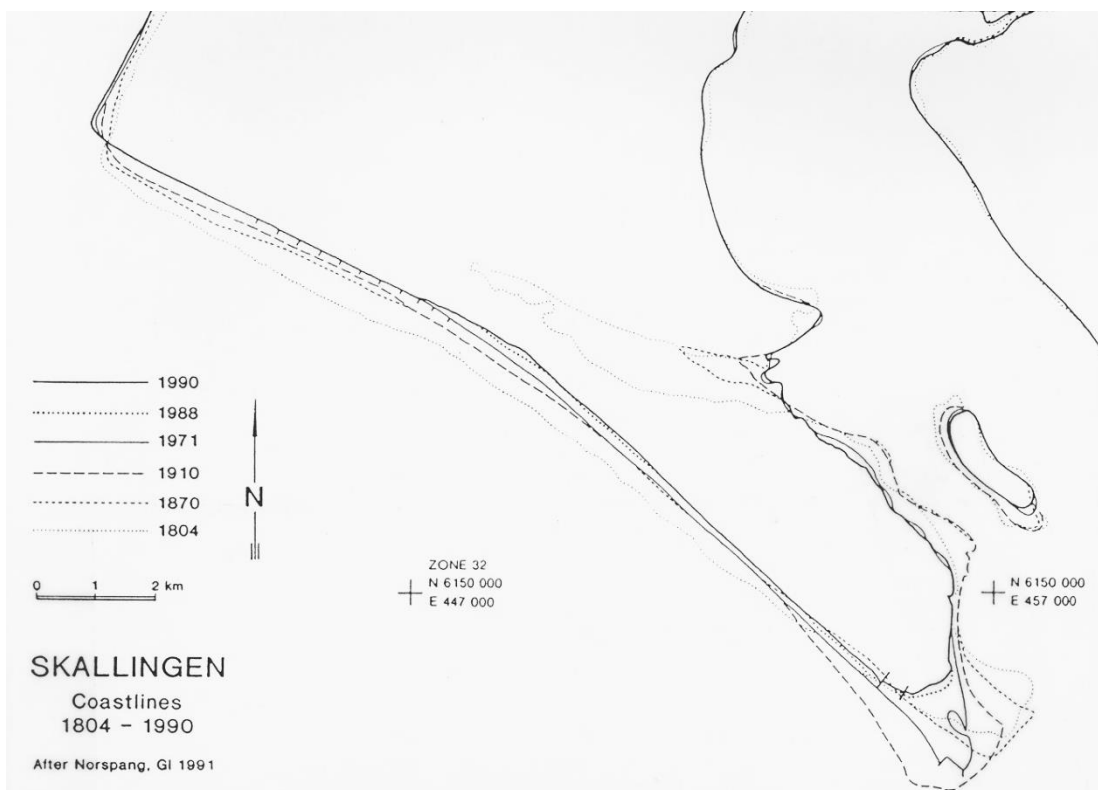 1990
1988
1971
1910
1870
1804
N
0 1 2 km
ZONE 32
N 6150 000
E 447 000
N 6150 000
E 457 000
SKALLINGEN
Coastlines
1804 – 1990
After Norspang, GI 1991